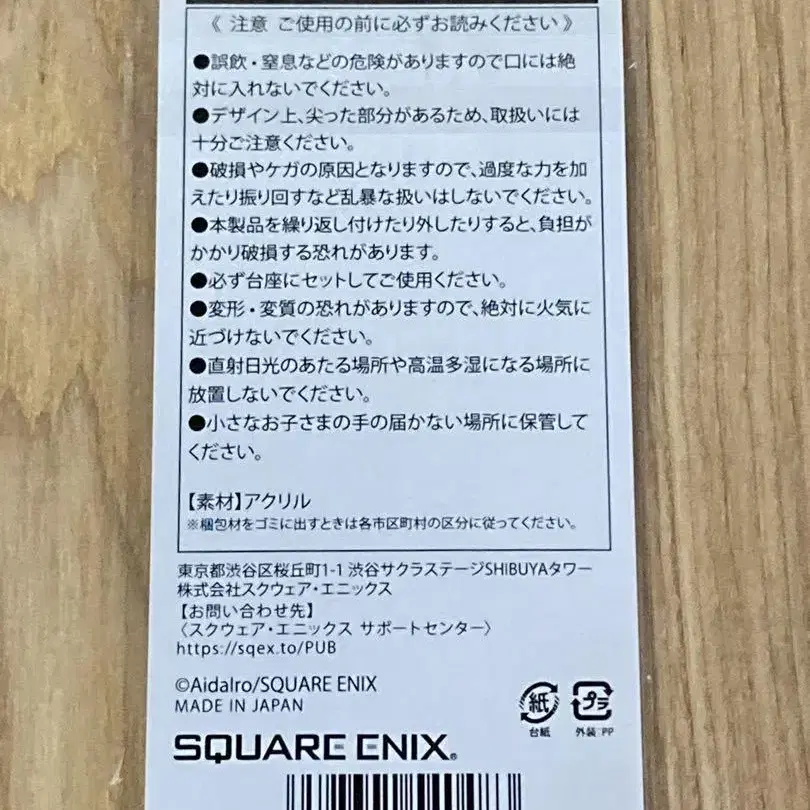 《 注意 ご使用の前に必ずお読みください 》
●誤飲・窒息などの危険がありますので口には絶
対に入れないでください。
●デザイン上、尖った部分があるため、取扱いには
十分ご注意ください。
●破損やケガの原因となりますので、過度な力を加
えたり振り回すなど乱暴な扱いはしないでください。
●本製品を繰り返し付けたり外したりすると、負担が
かかり破損する恐れがあります。
●必ず台座にセットしてご使用ください。
●変形・変質の恐れがありますので、絶対に火気に
近づけないでください。
●直射日光のあたる場所や高温多湿になる場所に
放置しないでください。
●小さなお子さまの手の届かない場所に保管して
ください。
【素材】アクリル
※梱包材をゴミに出すときは各市区町村の区分に従ってください。
東京都渋谷区桜丘町1-1 渋谷サクラステージSHIBUYAタワー
株式会社スクウェア・エニックス
【お問い合わせ先】
〈スクウェア・エニックス サポートセンター〉
https://sqex.to/PUB
©AidaIro/SQUARE ENIX
MADE IN JAPAN
紙 プラ
台紙 外装:PP
SQUARE ENIX®